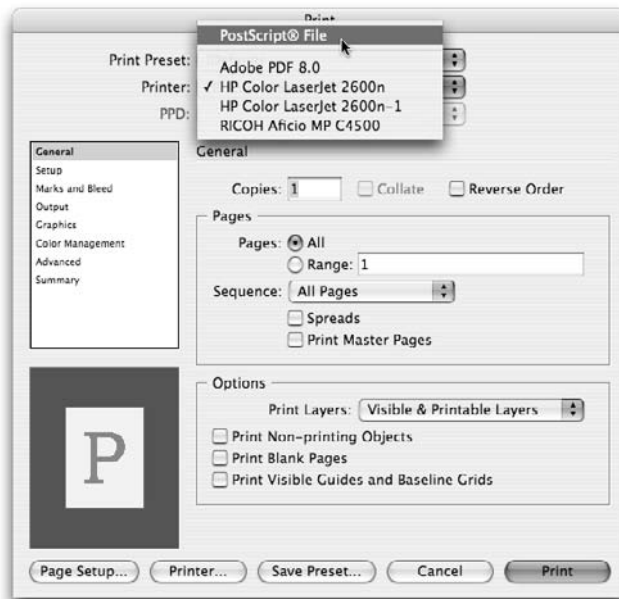 Print
PostScript® File
Print Preset:
Adobe PDF 8.0
Printer: ✓ HP Color LaserJet 2600n
HP Color LaserJet 2600n-1
PPD:
RICOH Aficio MP C4500
General
Setup
Marks and Bleed
Output
Graphics
Color Management
Advanced
Summary
General
Copies: 1 Collate Reverse Order
Pages
Pages: All
Range: 1
Sequence: All Pages
Spreads
Print Master Pages
Options
Print Layers: Visible & Printable Layers
Print Non-printing Objects
Print Blank Pages
Print Visible Guides and Baseline Grids
P
Page Setup... Printer... Save Preset... Cancel Print